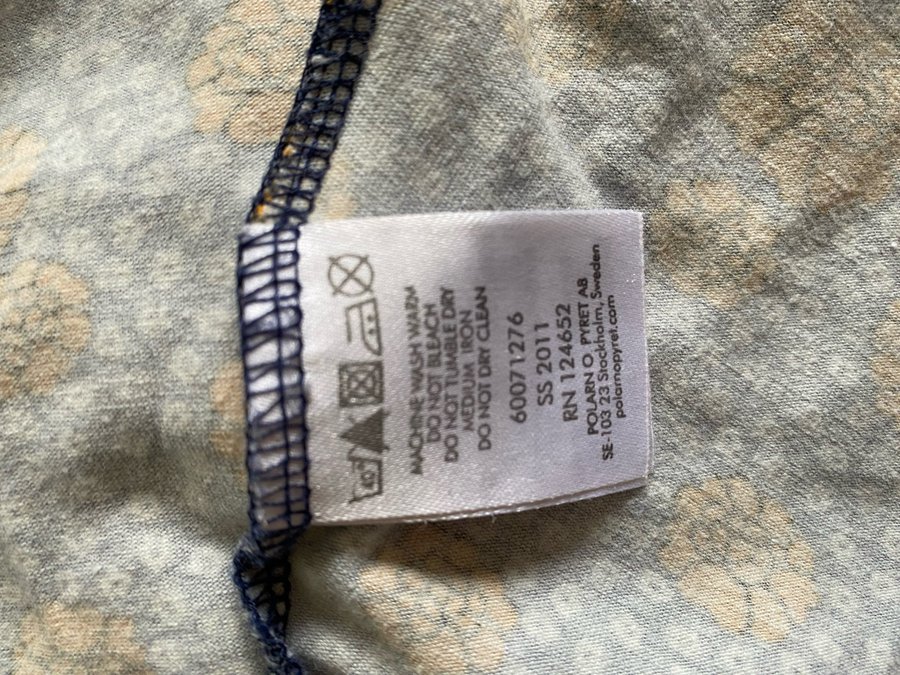 MACHINE WASH WARM
DO NOT BLEACH
DO NOT TUMBLE DRY
MEDIUM IRON
DO NOT DRY CLEAN
60071276
SS 2011
RN 124652
POLARN O. PYRET AB
SE-103 23 Stockholm, Sweden
polarnopyret.com